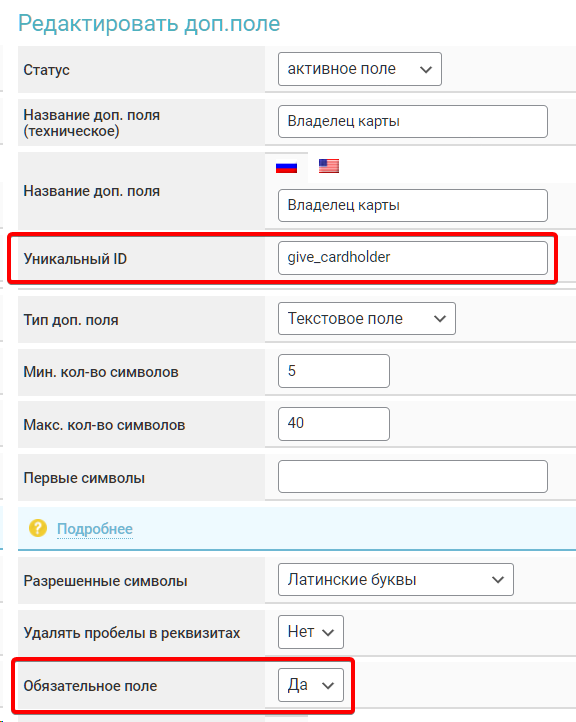 Редактировать доп.поле
Статус
активное поле
Название доп. поля
(техническое)
Владелец карты
Название доп. поля
Владелец карты
Уникальный ID
give_cardholder
Тип доп. поля
Текстовое поле
Мин. кол-во символов
5
Макс. кол-во символов
40
Первые символы
? Подробнее
Разрешенные символы
Латинские буквы
Удалять пробелы в реквизитах
Нет
Обязательное поле
Да